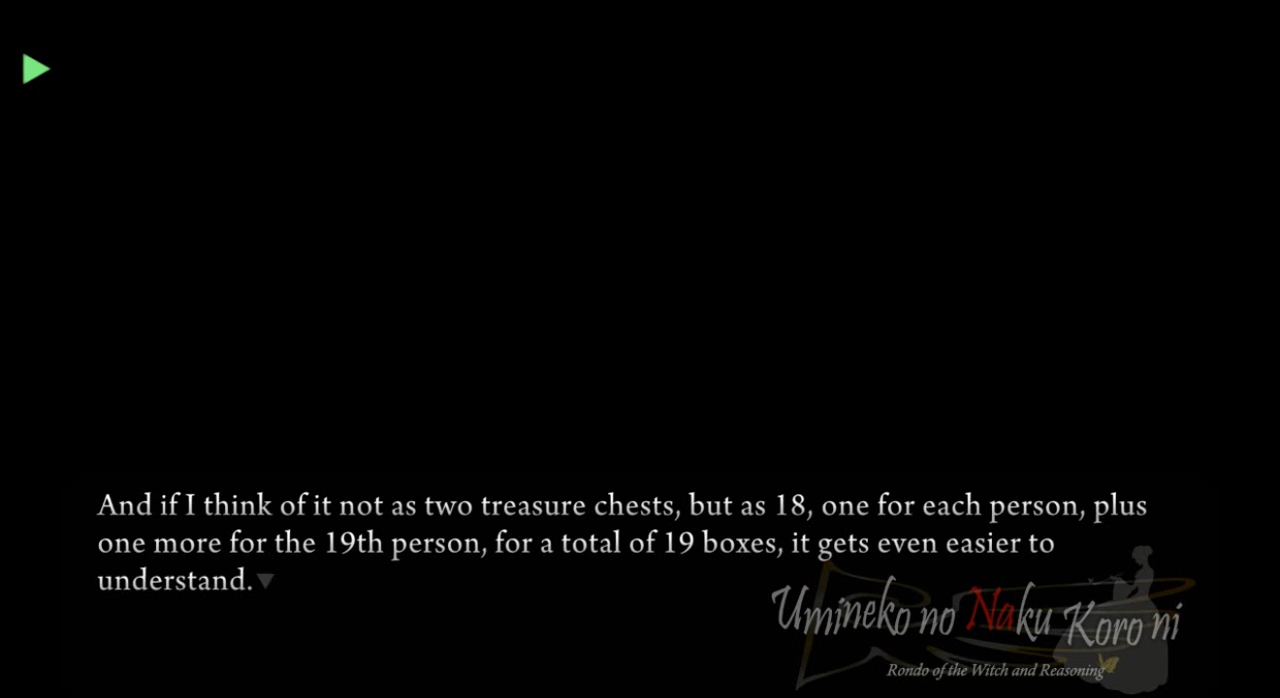 And if I think of it not as two treasure chests, but as 18, one for each person, plus
one more for the 19th person, for a total of 19 boxes, it gets even easier to
understand.
Umineko no Naku Koro ni
Rondo of the Witch and Reasoning